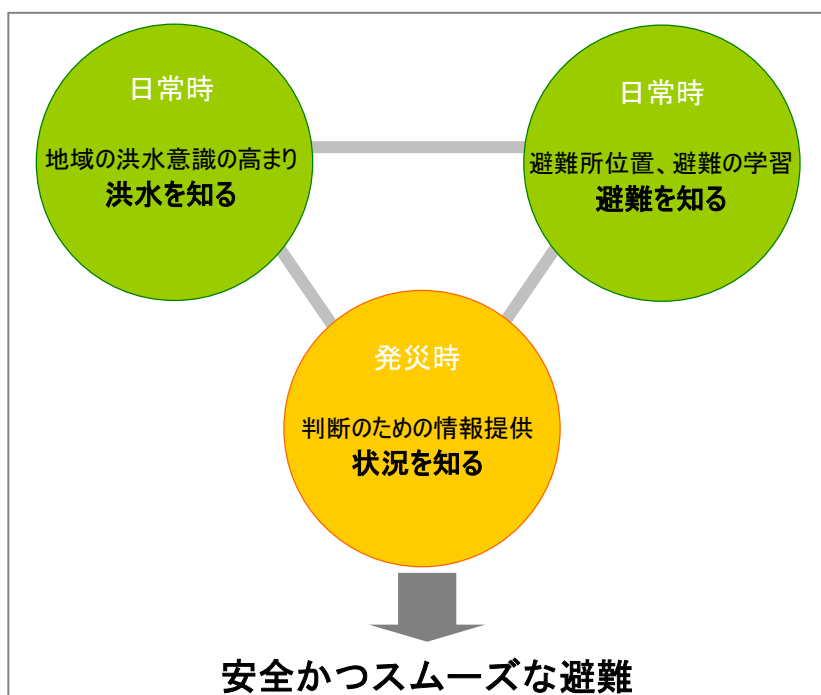 日常時
地域の洪水意識の高まり
洪水を知る
日常時
避難所位置、避難の学習
避難を知る
発災時
判断のための情報提供
状況を知る
安全かつスムーズな避難